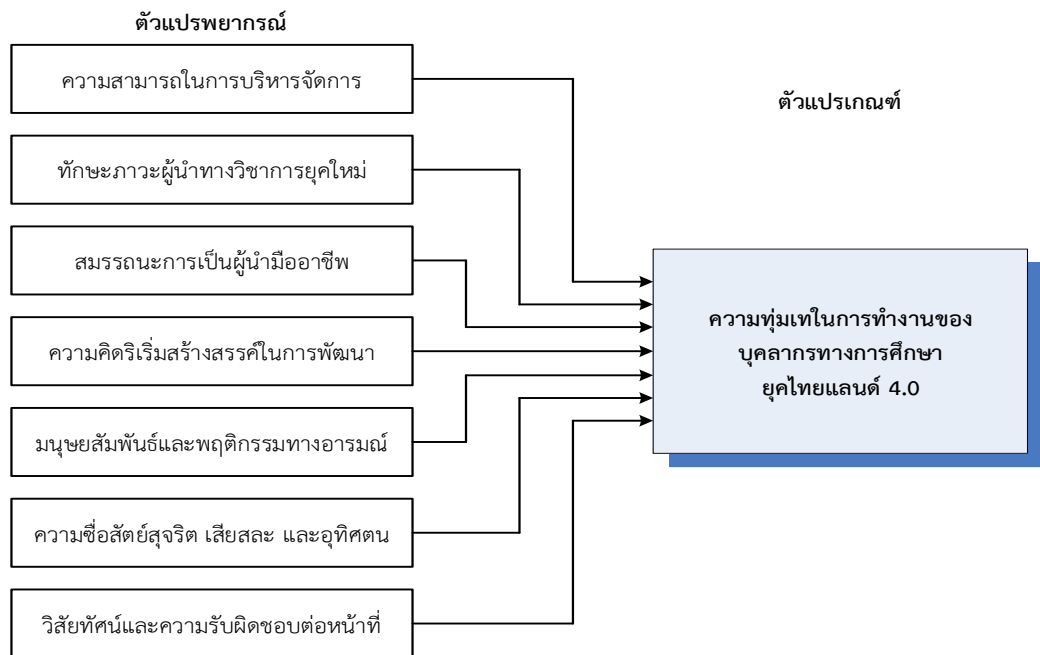 ตัวแปรพยากรณ์
ความสามารถในการบริหารจัดการ
ทักษะภาวะผู้นำทางวิชาการยุคใหม่
สมรรถนะการเป็นผู้นำมืออาชีพ
ความคิดริเริ่มสร้างสรรค์ในการพัฒนา
มนุษยสัมพันธ์และพฤติกรรมทางอารมณ์
ความซื่อสัตย์สุจริต เสียสละ และอุทิศตน
วิสัยทัศน์และความรับผิดชอบต่อหน้าที่
ตัวแปรเกณฑ์
ความทุ่มเทในการทำงานของ
บุคลากรทางการศึกษา
ยุคไทยแลนด์ 4.0